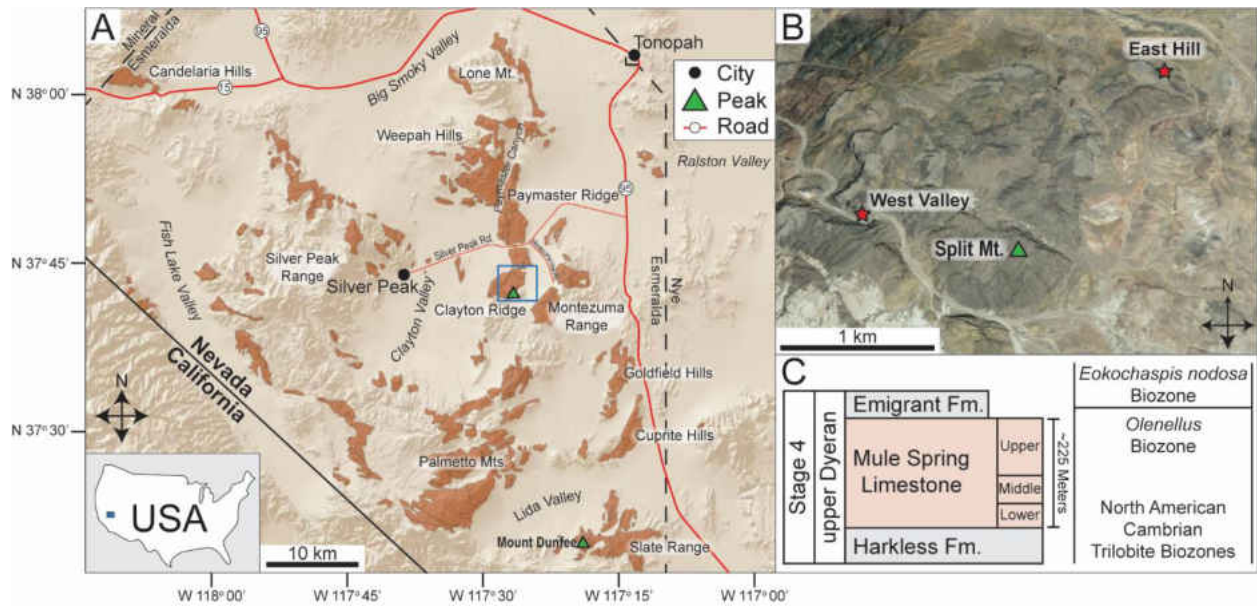 A
Mineral
Esmeralda
95
Tonopah
Candelaria Hills
15
Big Smoky Valley
Lone Mt.
City
Peak
Road
N 38°00'
Weepah Hills
Paymaster Canyon
Ralston Valley
95
Paymaster Ridge
Fish Lake Valley
Silver Peak Rd.
N 37°45'
Silver Peak
Range
Silver Peak
Clayton Valley
Clayton Ridge
Montezuma
Range
Esmeralda
Nye
Nevada
California
N
Goldfield Hills
N 37°30'
Cuprite Hills
Palmetto Mts.
Lida Valley
USA
10 km
Mount Dunfee
Slate Range
W 118°00'
W 117°45'
W 117°30'
W 117°15'
W 117°00'
B
East Hill
West Valley
Split Mt.
1 km
N
C
Stage 4
upper Dyeran
Emigrant Fm.
Mule Spring
Limestone
Upper
Middle
Lower
~225 Meters
Harkless Fm.
Eokochaspis nodosa
Biozone
Olenellus
Biozone
North American
Cambrian
Trilobite Biozones